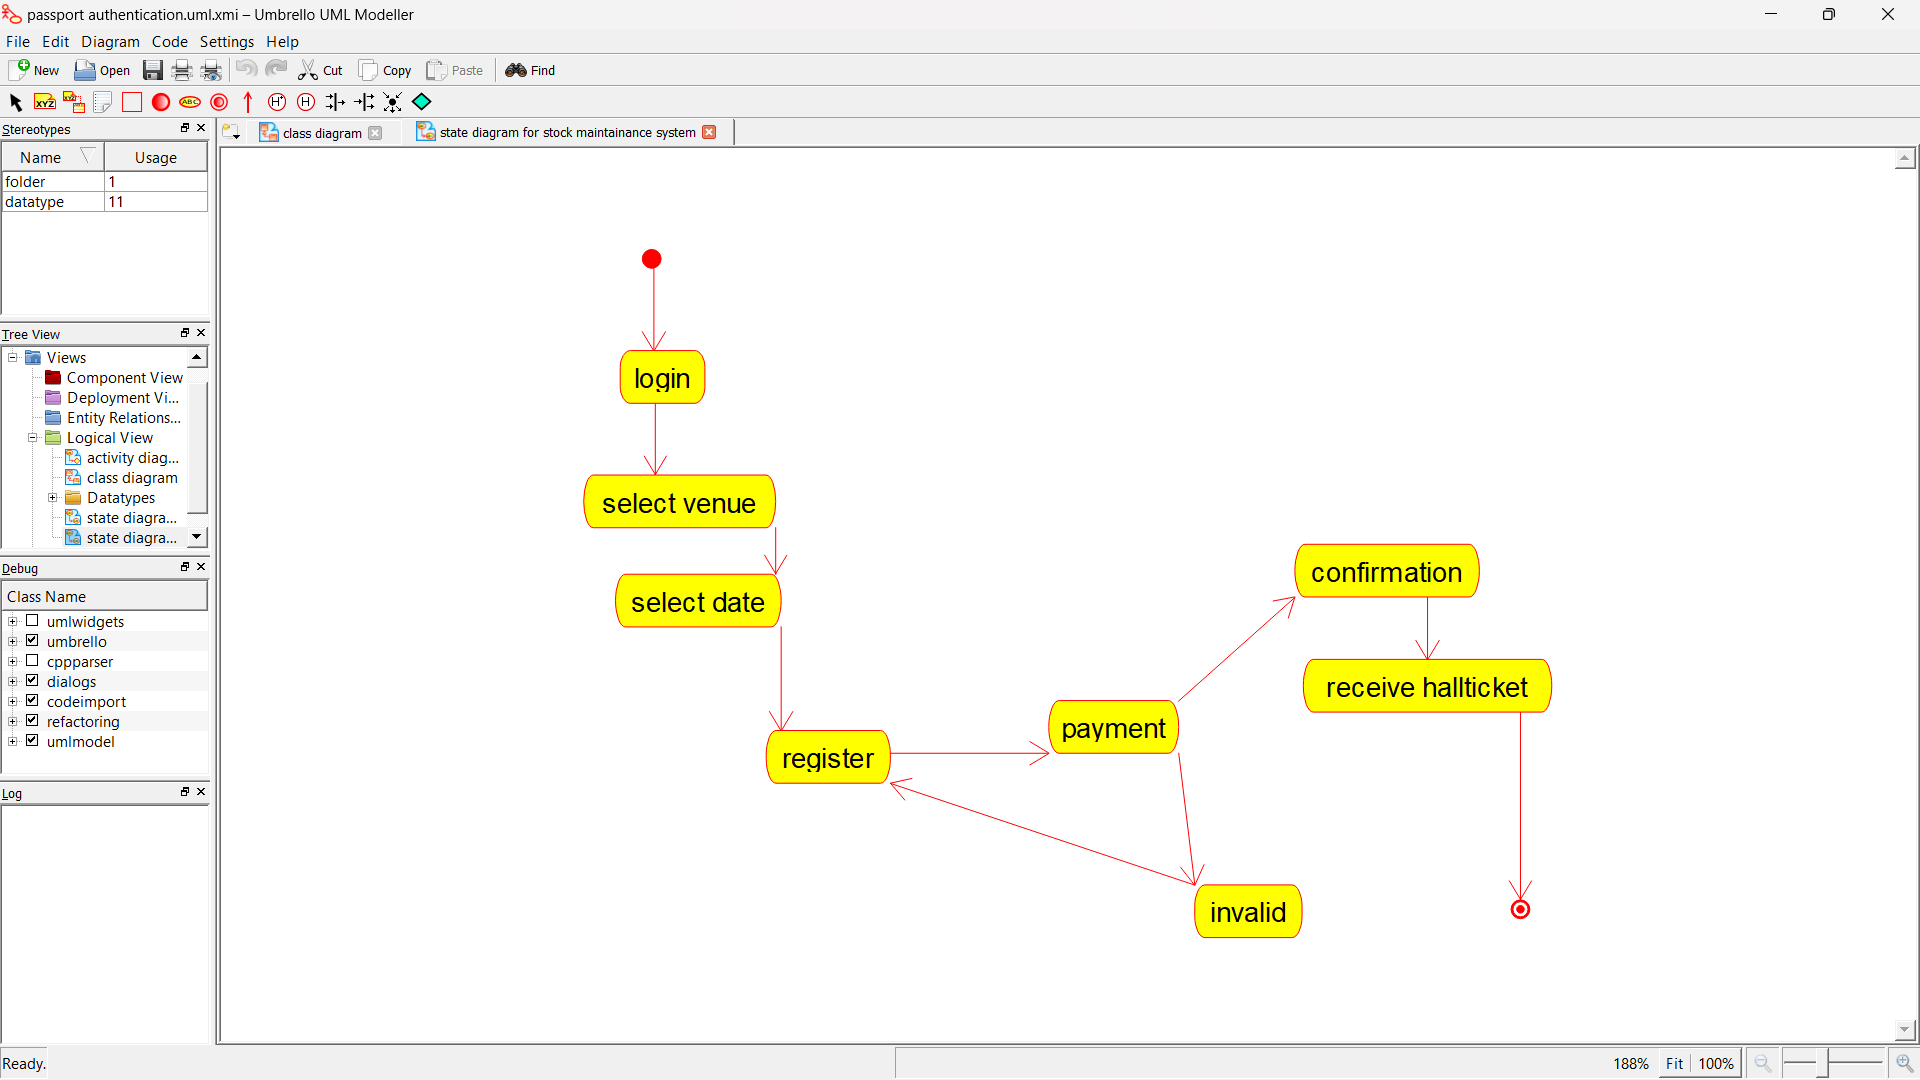 passport authentication.uml.xmi – Umbrello UML Modeller
File Edit Diagram Code Settings Help
New Open Cut Copy Paste Find
XYZ XYZ ABC H* H
Stereotypes
class diagram
state diagram for stock maintainance system
Name Usage
folder 1
datatype 11
Tree View
Views
Component View
Deployment Vi...
Entity Relations...
Logical View
activity diag...
class diagram
Datatypes
state diagra...
state diagra...
Debug
Class Name
umlwidgets
umbrello
cppparser
dialogs
codeimport
refactoring
umlmodel
Log
login
select venue
select date
register
payment
confirmation
receive hallticket
invalid
Ready.
188% Fit 100%